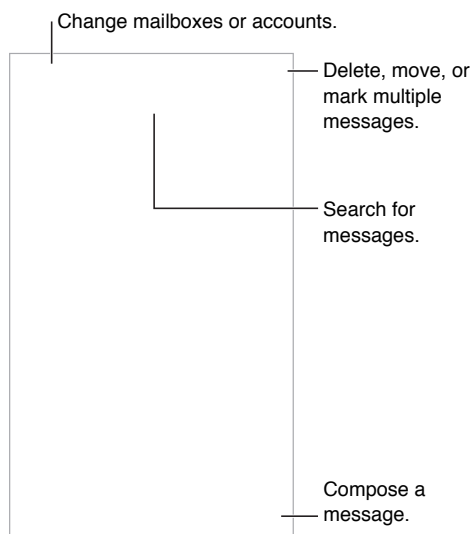 Change mailboxes or accounts.
Delete, move, or
mark multiple
messages.
Search for
messages.
Compose a
message.